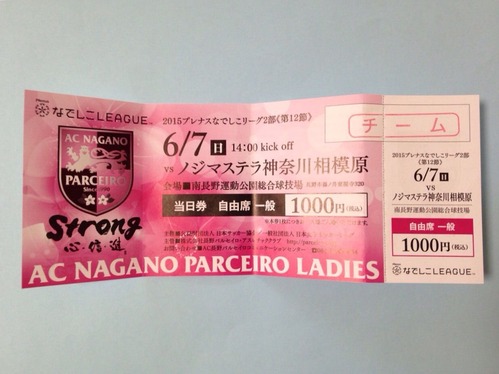 なでしこLEAGUE
AC NAGANO
PARCEIRO
Strong
2015プレナスなでしこリーグ2部《第12節》
6/7日 14:00 kick off
vs ノジマステラ神奈川相模原
会場■南長野運動公園総合球技場
当日券 自由席 一般 1000円(税込)
AC NAGANO PARCEIRO LADIES
チーム
2015プレナスなでしこリーグ2部
《第12節》
6/7日
vs
ノジマステラ神奈川相模原
南長野運動公園総合球技場
自由席 一般
1000円(税込)
なでしこLEAGUE